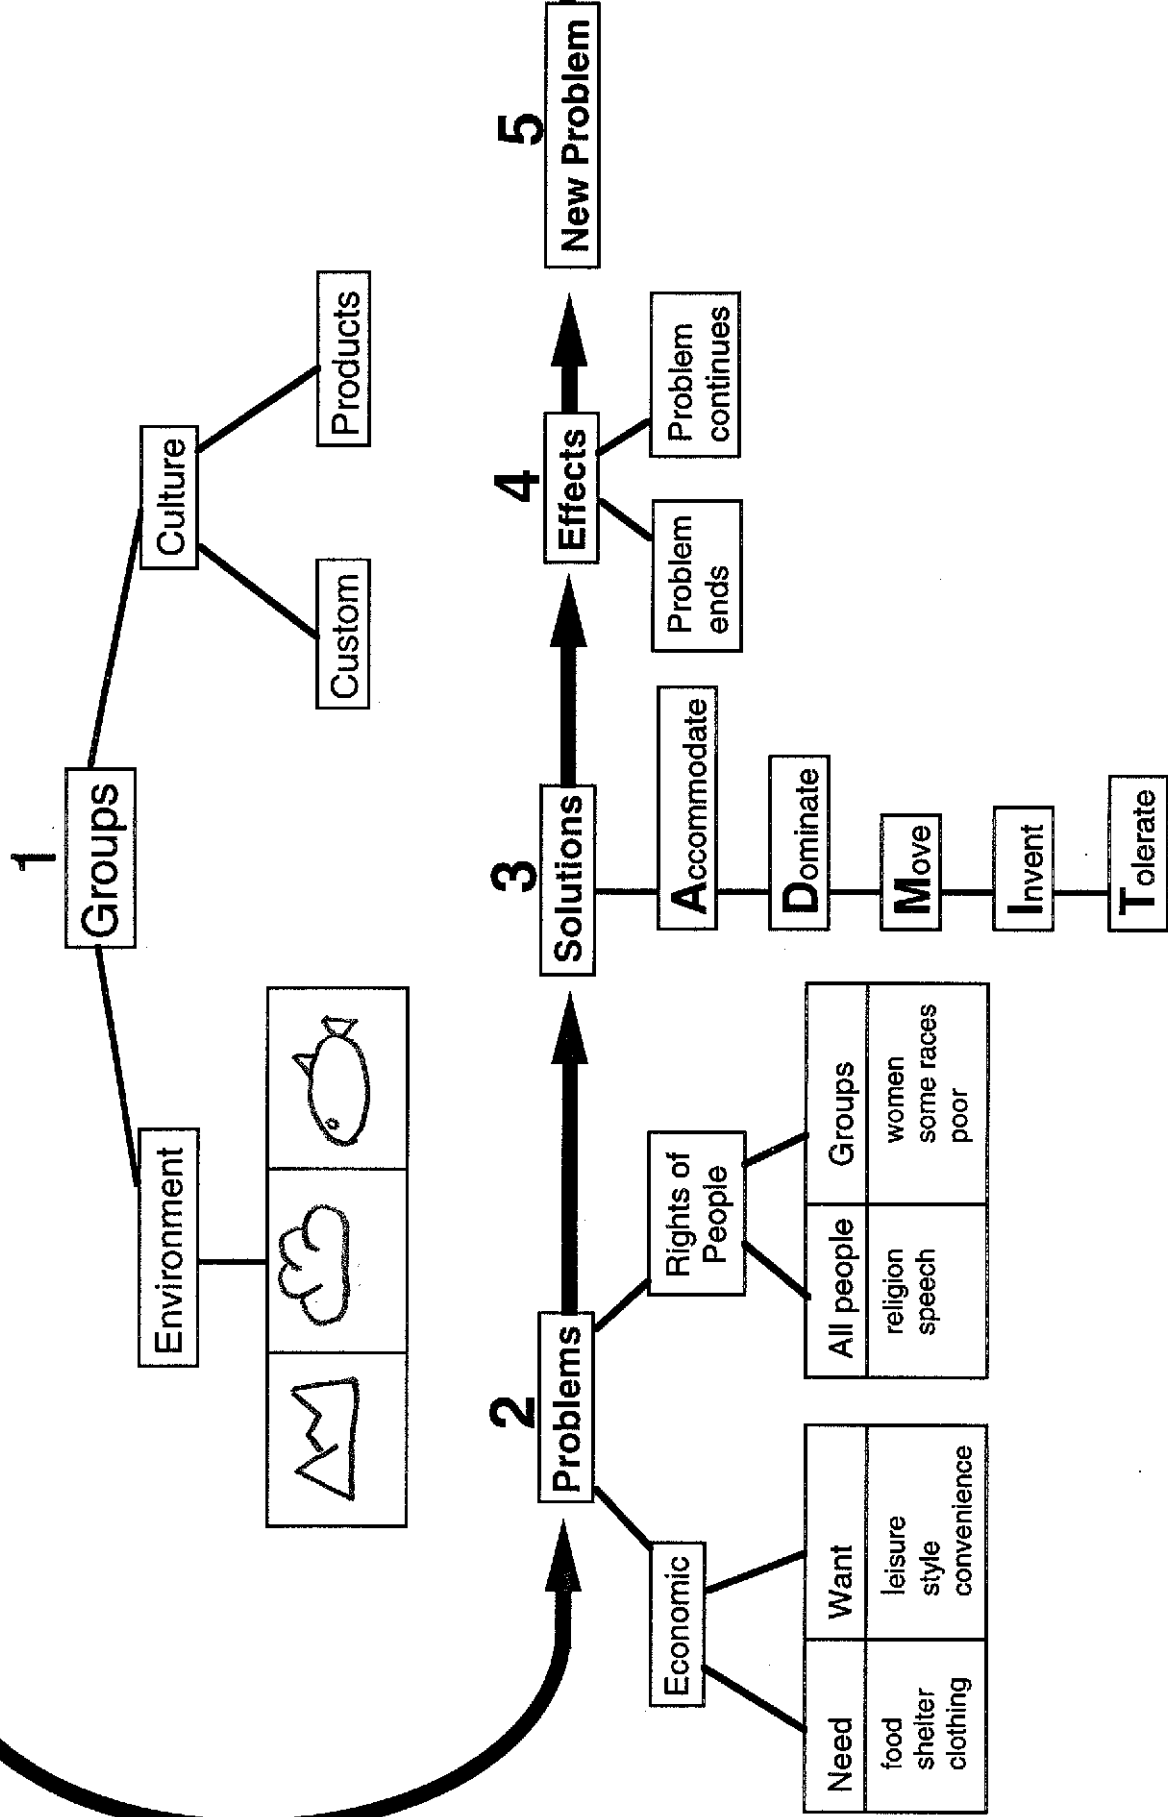 1
Groups
Environment
Culture
Custom
Products
2
Problems
Economic
Need
food
shelter
clothing
Want
leisure
style
convenience
Rights of
People
All people
religion
speech
Groups
women
some races
poor
3
Solutions
Accommodate
Dominate
Move
Invent
Tolerate
4
Effects
Problem
ends
Problem
continues
5
New Problem